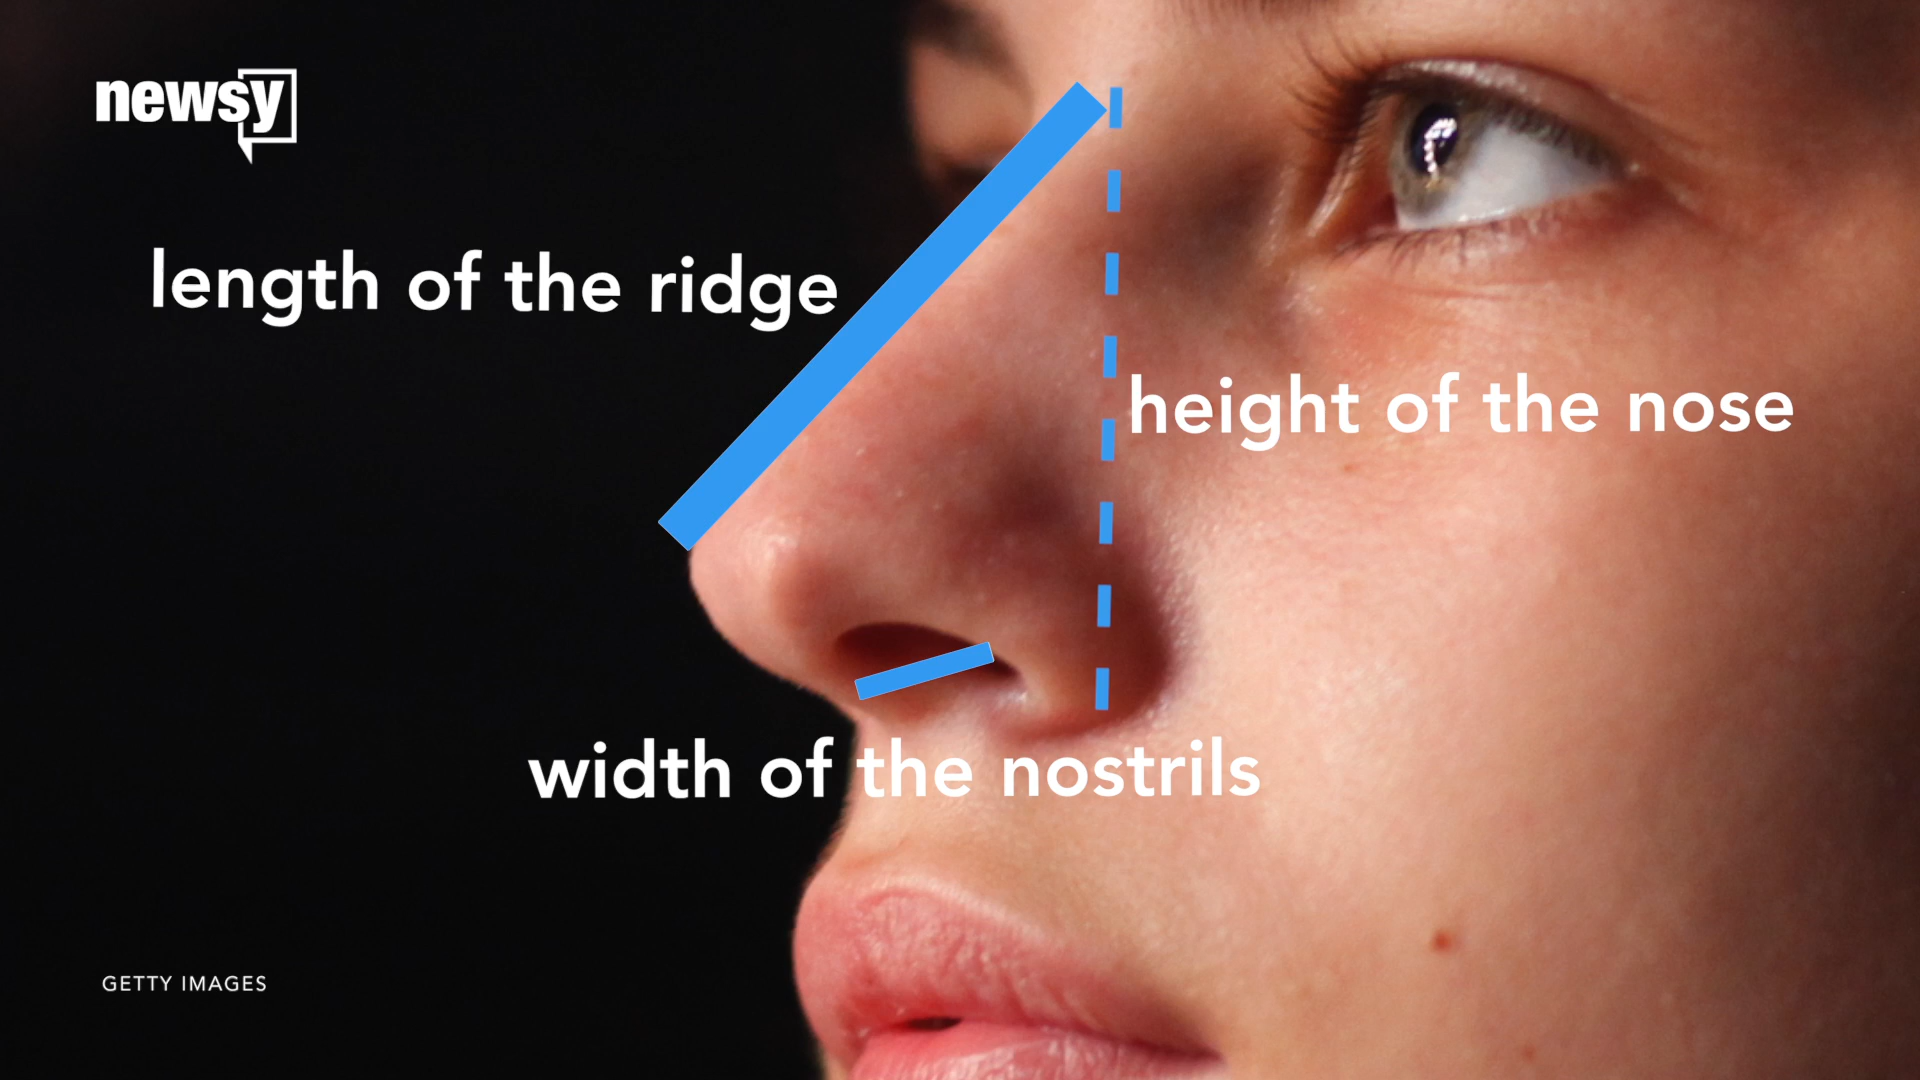 newsy
length of the ridge
height of the nose
width of the nostrils
GETTY IMAGES